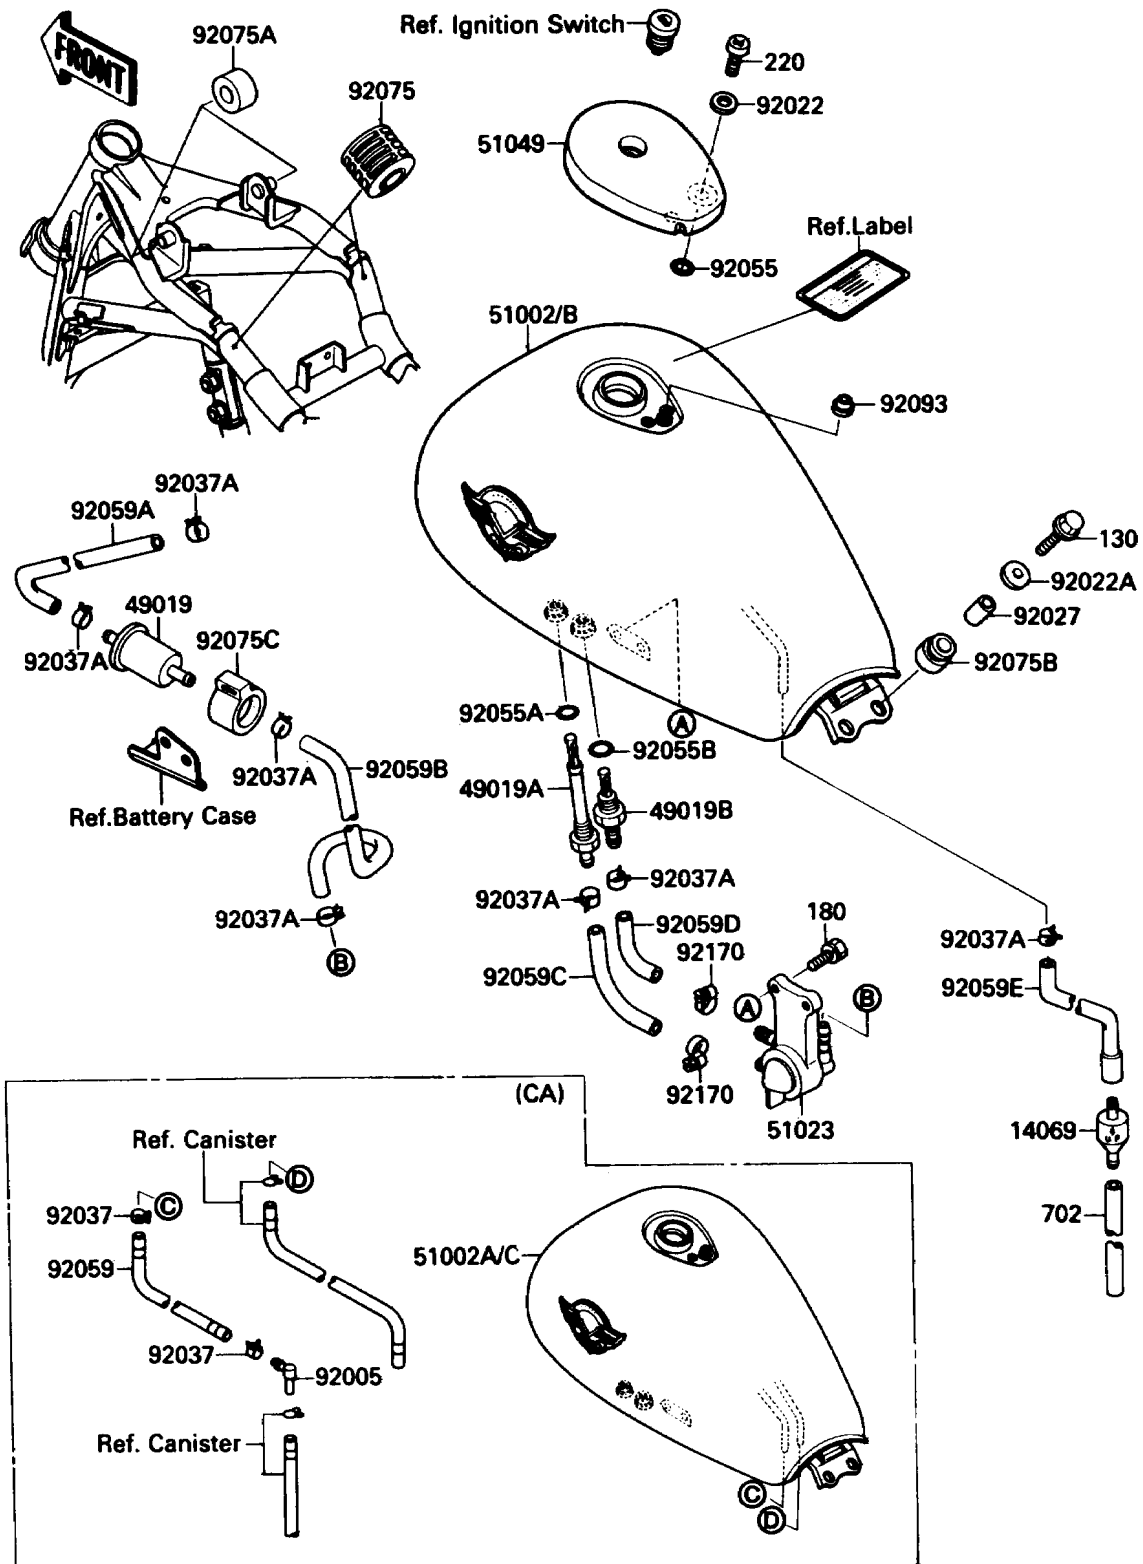 FRONT
92075A
Ref. Ignition Switch
220
92075
92022
51049
Ref.Label
92055
51002/B
92093
92037A
92059A
130
92022A
49019
92027
92075C
92037A
92075B
92055A
A
92055B
92037A
92059B
49019A
49019B
Ref.Battery Case
92037A
92037A
180
92037A
92059D
92037A
B
92170
92059C
A
B
92059E
(CA)
92170
51023
14069
Ref. Canister
D
92037
C
702
92059
51002A/C
92037
92005
Ref. Canister
C
D